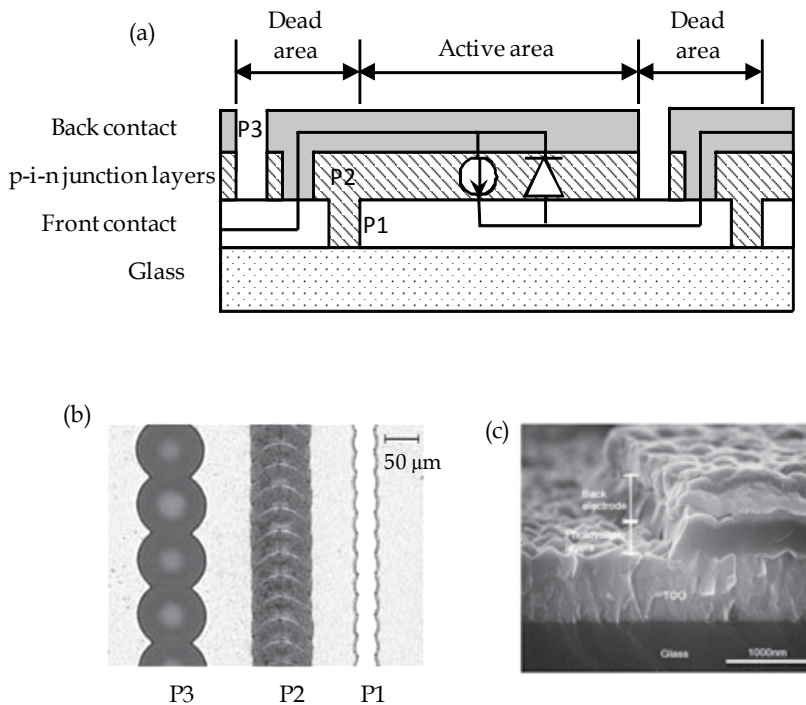 (a)
Dead
area
Active area
Dead
area
Back contact
P3
p-i-n junction layers
P2
Front contact
P1
Glass
(b)
50 μm
P3 P2 P1
(c)
Back
electrode
TCO
Glass
1000nm